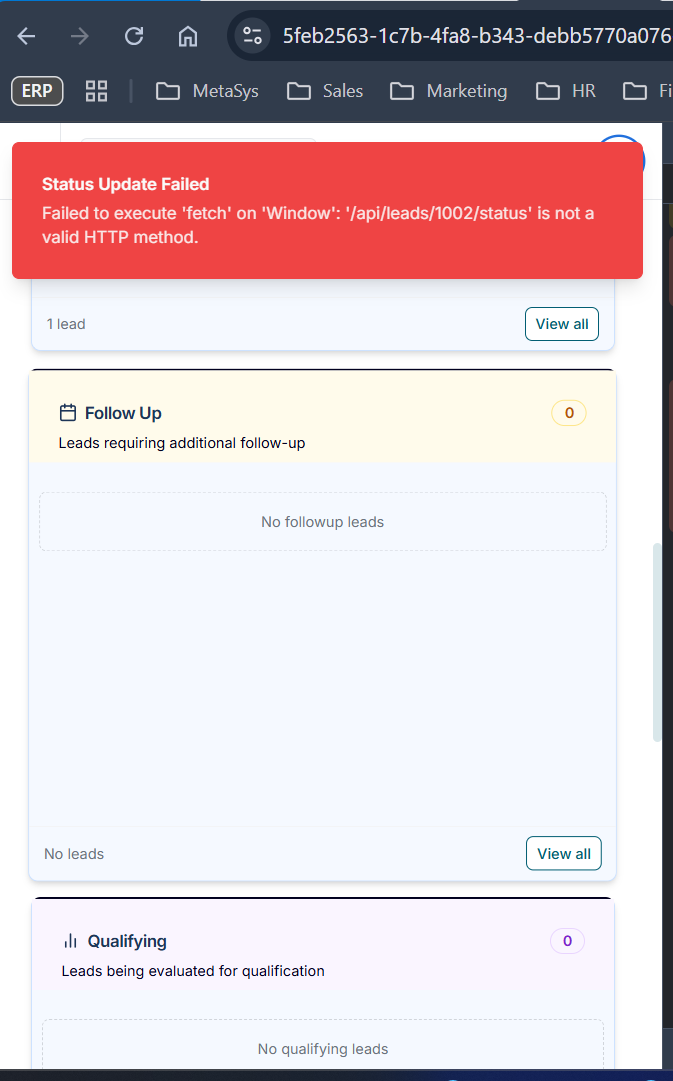 5feb2563-1c7b-4fa8-b343-debb5770a076
ERP
MetaSys
Sales
Marketing
HR
Fi
Status Update Failed
Failed to execute 'fetch' on 'Window': '/api/leads/1002/status' is not a
valid HTTP method.
1 lead
View all
Follow Up
0
Leads requiring additional follow-up
No followup leads
No leads
View all
Qualifying
0
Leads being evaluated for qualification
No qualifying leads